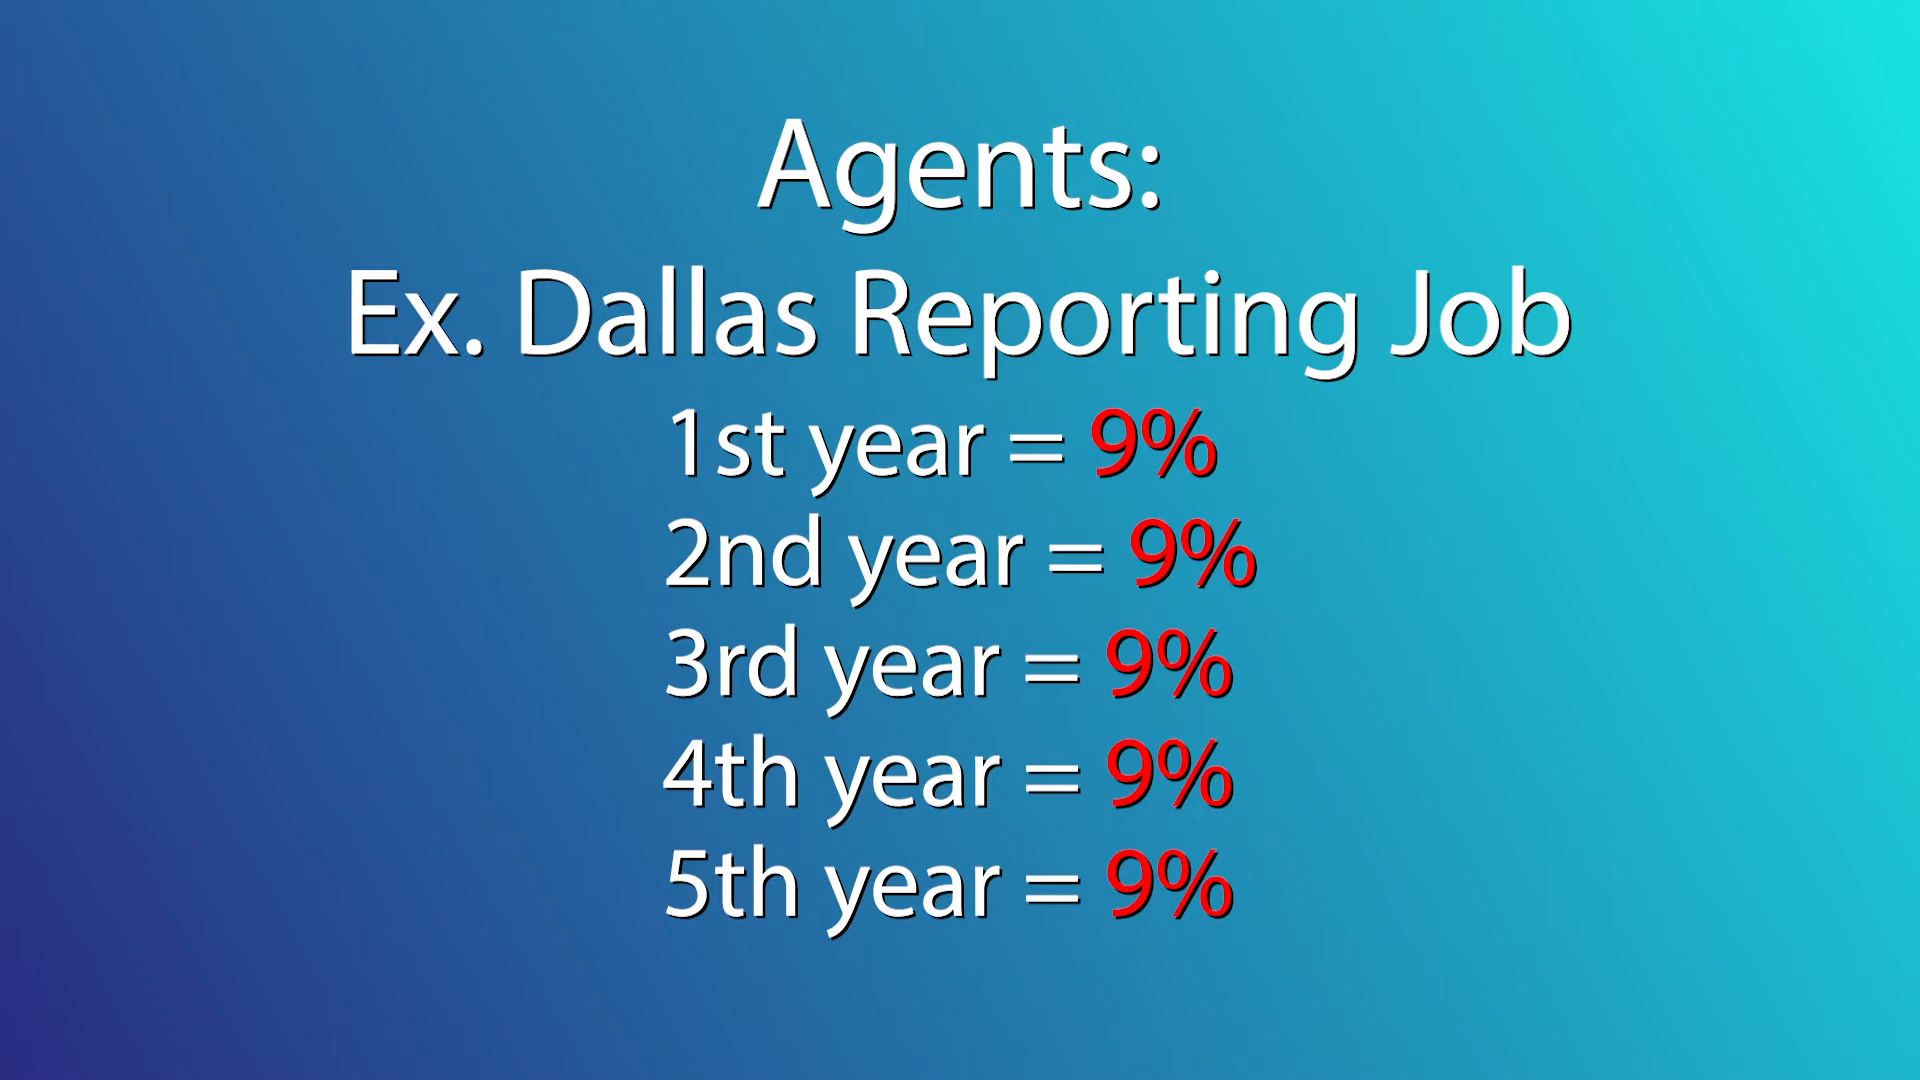 Agents:
Ex. Dallas Reporting Job
1st year = 9%
2nd year = 9%
3rd year = 9%
4th year = 9%
5th year = 9%